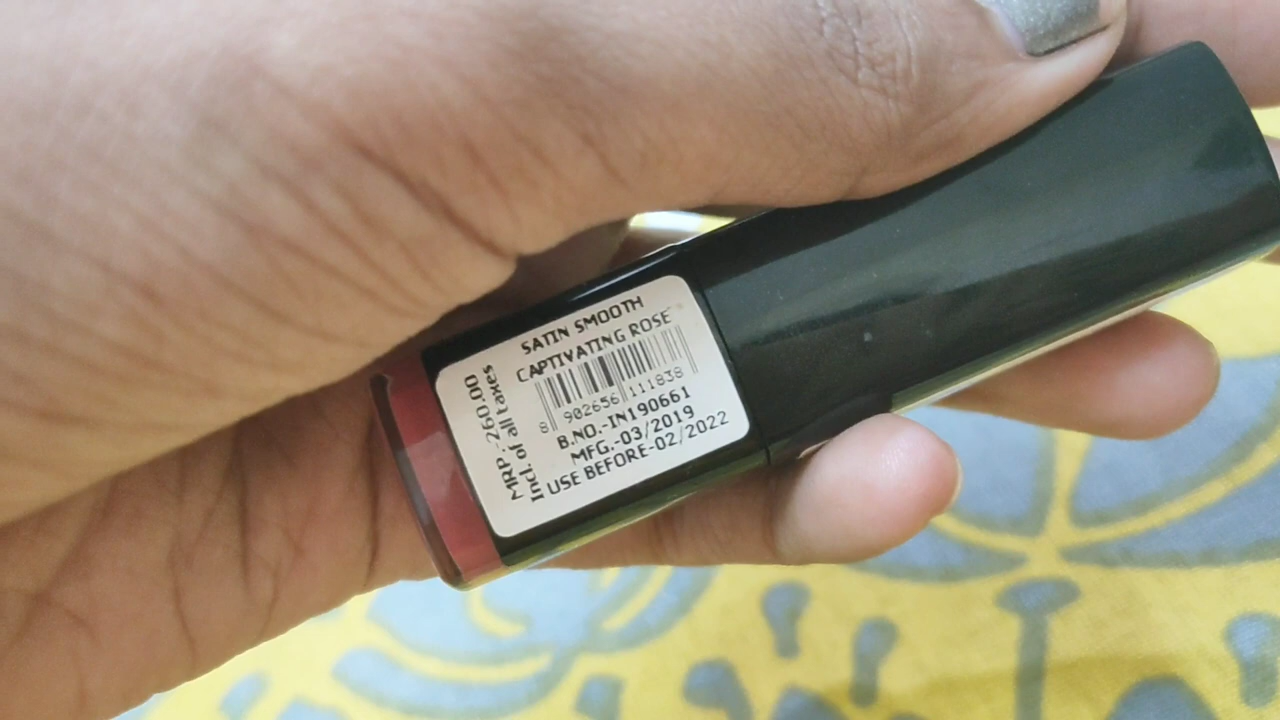 SATIN SMOOTH
CAPTIVATING ROSE
8 902656 111838
B.NO.-IN190661
MFG.-03/2019
USE BEFORE-02/2022
MRP:-260.00
Incl. of all taxes